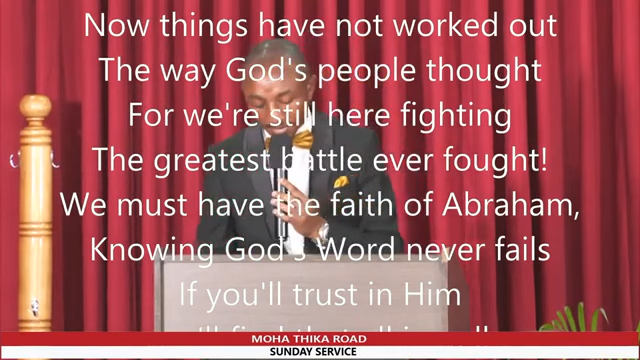 Now things have not worked out
The way God's people thought
For we're still here fighting
The greatest battle ever fought!
We must have the faith of Abraham,
Knowing God's Word never fails
If you'll trust in Him
MOHA THIKA ROAD
SUNDAY SERVICE